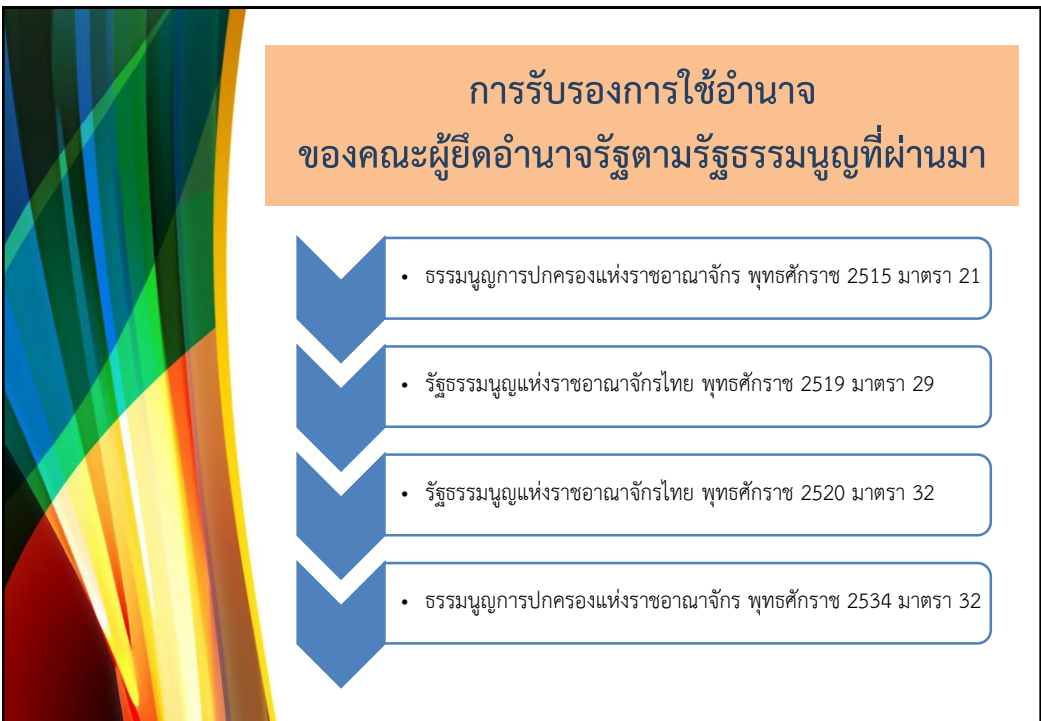 การรับรองการใช้อำนาจ
ของคณะผู้ยึดอำนาจรัฐตามรัฐธรรมนูญที่ผ่านมา
• ธรรมนูญการปกครองแห่งราชอาณาจักร พุทธศักราช 2515 มาตรา 21
• รัฐธรรมนูญแห่งราชอาณาจักรไทย พุทธศักราช 2519 มาตรา 29
• รัฐธรรมนูญแห่งราชอาณาจักรไทย พุทธศักราช 2520 มาตรา 32
• ธรรมนูญการปกครองแห่งราชอาณาจักร พุทธศักราช 2534 มาตรา 32